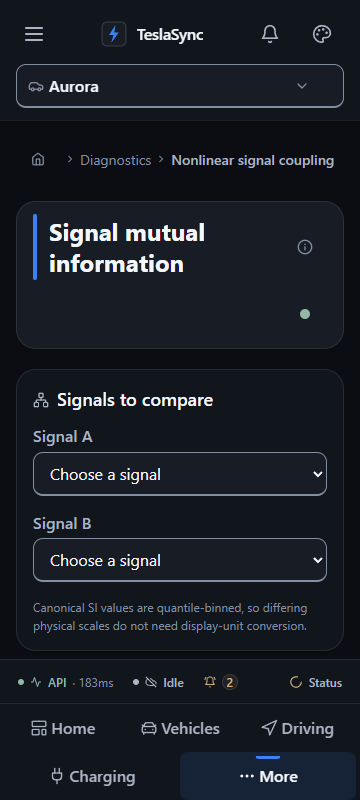 TeslaSync
Aurora
Diagnostics Nonlinear signal coupling
Signal mutual
information
Signals to compare
Signal A
Choose a signal
Signal B
Choose a signal
Canonical SI values are quantile-binned, so differing
physical scales do not need display-unit conversion.
API · 183ms Idle 2 Status
Home Vehicles Driving
Charging More